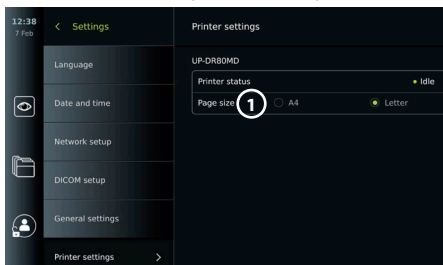 12:38
7 Feb
Settings
Printer settings
Language
Date and time
Network setup
DICOM setup
General settings
Printer settings
UP-DR80MD
Printer status Idle
Page size 1 A4 Letter